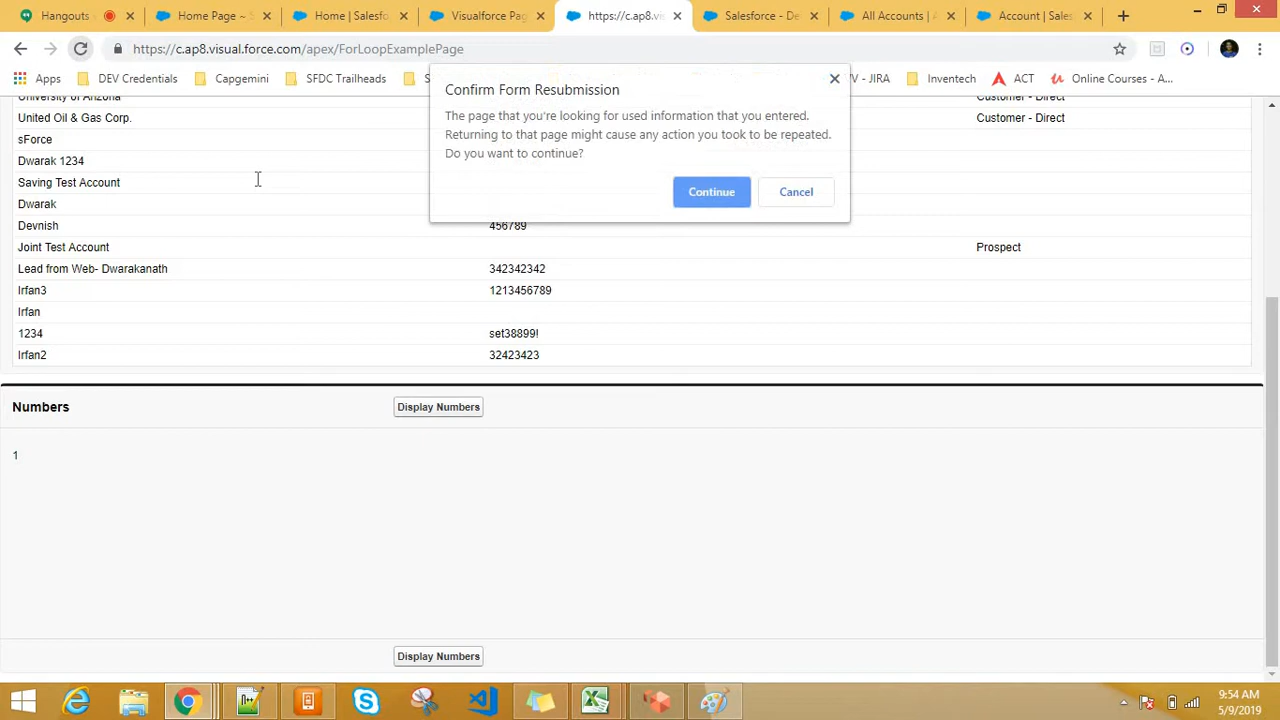 Hangouts
Home Page ~ S
Home | Salesfo
Visualforce Pag
https://c.ap8.vis
Salesforce - De
All Accounts | A
Account | Sales
https://c.ap8.visual.force.com/apex/ForLoopExamplePage
Apps
DEV Credentials
Capgemini
SFDC Trailheads
S
V - JIRA
Inventech
ACT
Online Courses - A...
Confirm Form Resubmission
The page that you're looking for used information that you entered.
Returning to that page might cause any action you took to be repeated.
Do you want to continue?
Continue
Cancel
University of Arizona
Customer - Direct
United Oil & Gas Corp.
Customer - Direct
sForce
Dwarak 1234
Saving Test Account
Dwarak
Devnish
456789
Joint Test Account
Prospect
Lead from Web- Dwarakanath
342342342
Irfan3
1213456789
Irfan
1234
set38899!
Irfan2
32423423
Numbers
Display Numbers
1
Display Numbers
9:54 AM
5/9/2019